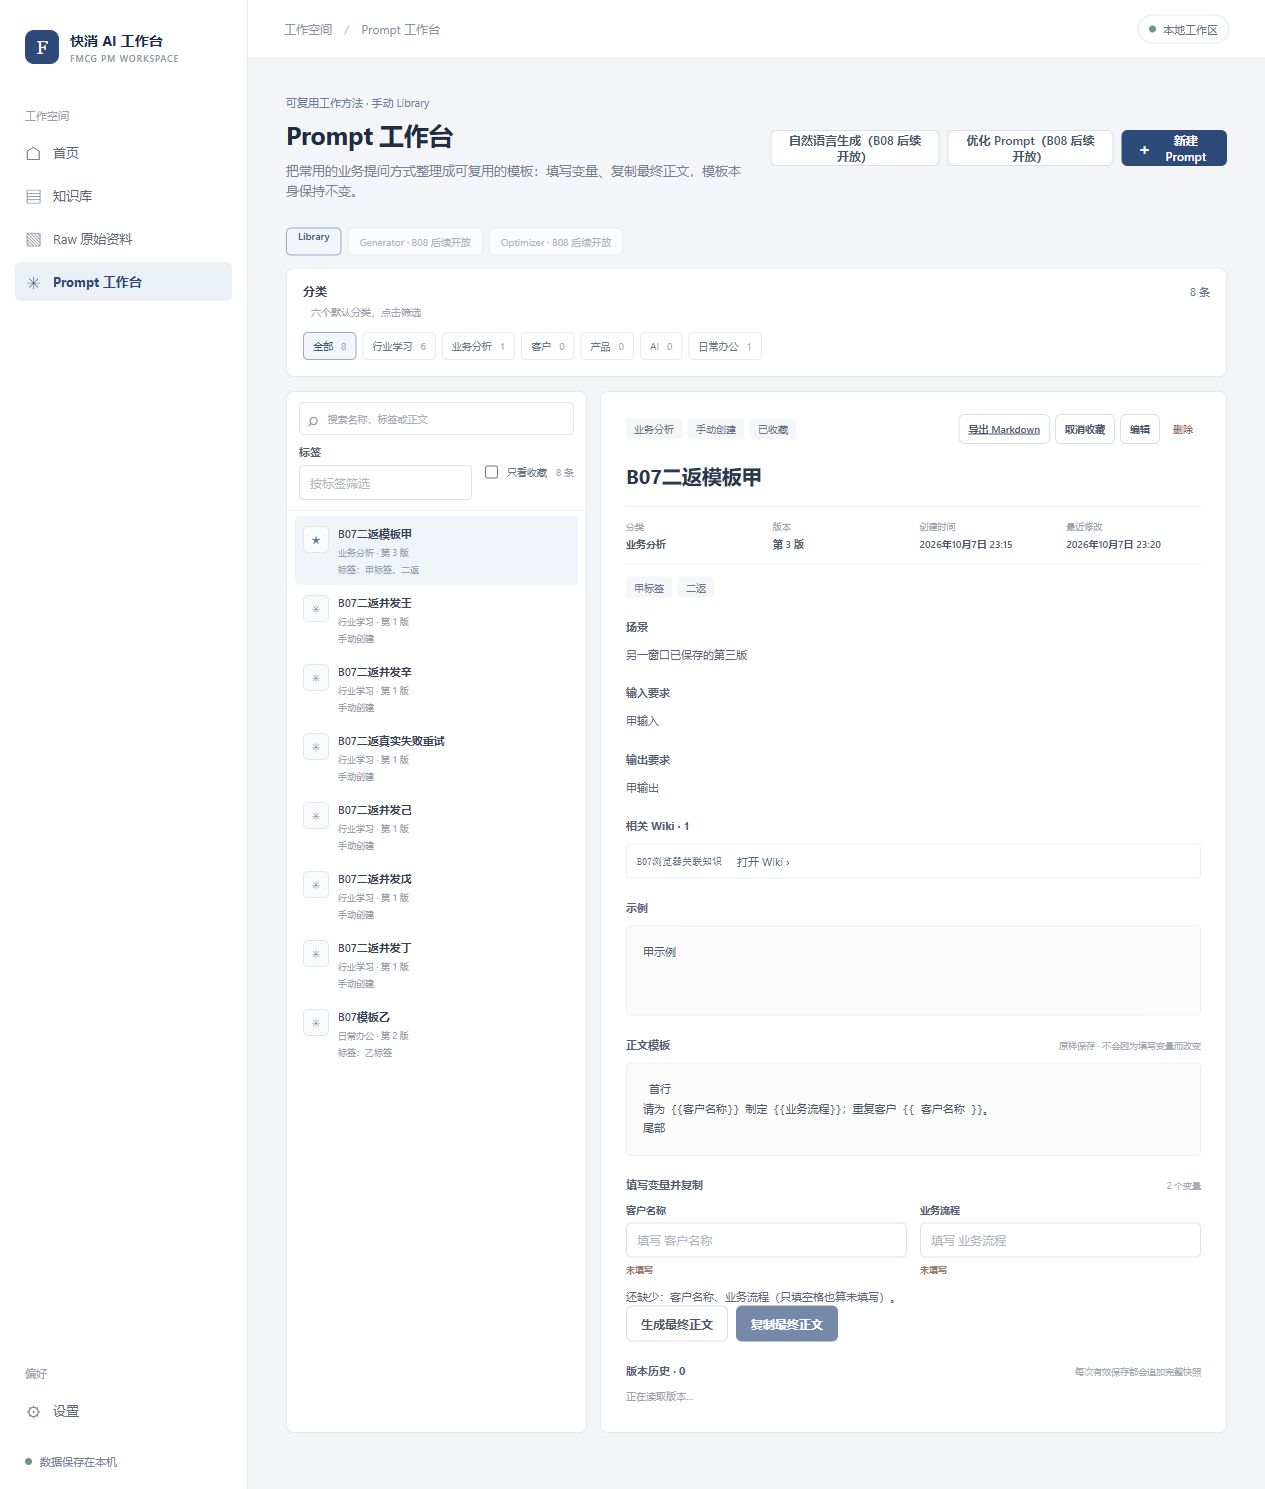 F
快消 AI 工作台
FMCG PM WORKSPACE
工作空间
首页
知识库
Raw 原始资料
Prompt 工作台
偏好
设置
数据保存在本机
工作空间 / Prompt 工作台
本地工作区
可复用工作方法 · 手动 Library
Prompt 工作台
把常用的业务提问方式整理成可复用的模板：填写变量、复制最终正文，模板本
身保持不变。
自然语言生成（B08 后续
开放）
优化 Prompt（B08 后续
开放）
+ 新建
Prompt
Library
Generator · B08 后续开放
Optimizer · B08 后续开放
分类
8 条
六个默认分类，点击筛选
全部 8
行业学习 6
业务分析 1
客户 0
产品 0
AI 0
日常办公 1
搜索名称、标签或正文
标签
按标签筛选
只看收藏 8 条
B07二返模板甲
业务分析 · 第 3 版
标签：甲标签、二返
B07二返并发壬
行业学习 · 第 1 版
手动创建
B07二返并发辛
行业学习 · 第 1 版
手动创建
B07二返真实失败重试
行业学习 · 第 1 版
手动创建
B07二返并发己
行业学习 · 第 1 版
手动创建
B07二返并发戊
行业学习 · 第 1 版
手动创建
B07二返并发丁
行业学习 · 第 1 版
手动创建
B07模板乙
日常办公 · 第 2 版
标签：乙标签
业务分析
手动创建
已收藏
导出 Markdown
取消收藏
编辑
删除
B07二返模板甲
分类
业务分析
版本
第 3 版
创建时间
2026年10月7日 23:15
最近修改
2026年10月7日 23:20
甲标签
二返
场景
另一窗口已保存的第三版
输入要求
甲输入
输出要求
甲输出
相关 Wiki · 1
B07浏览器关联知识 打开 Wiki ›
示例
甲示例
正文模板
原样保存 · 不会因为填写变量而改变
首行
请为 {{客户名称}} 制定 {{业务流程}}；重复客户 {{ 客户名称 }}。
尾部
填写变量并复制
2 个变量
客户名称
填写 客户名称
未填写
业务流程
填写 业务流程
未填写
还缺少：客户名称、业务流程（只填空格也算未填写）。
生成最终正文
复制最终正文
版本历史 · 0
每次有效保存都会追加完整快照
正在读取版本...